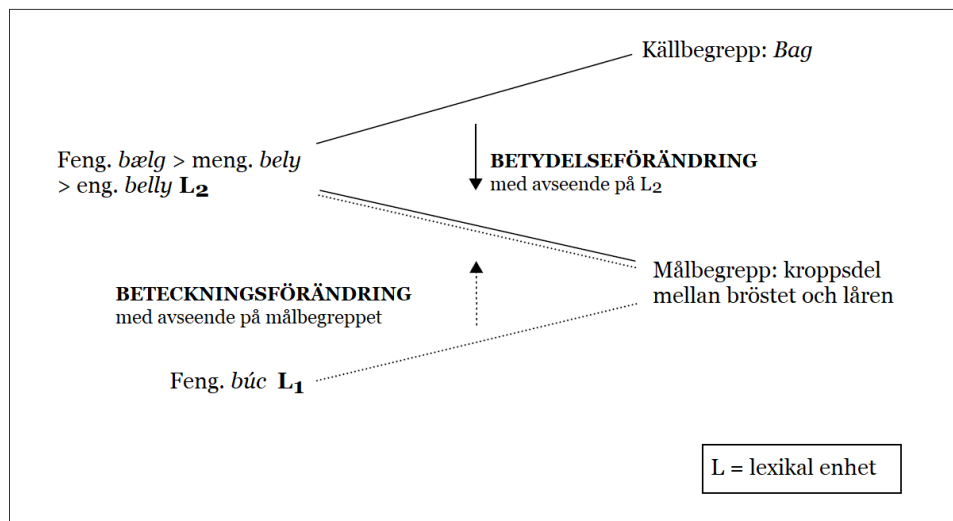 Källbegrepp: Bag
Feng. bælg > meng. bely
> eng. belly L2
BETYDELSEFÖRÄNDRING
med avseende på L2
Målbegrepp: kroppsdel
mellan bröstet och låren
BETECKNINGSFÖRÄNDRING
med avseende på målbegreppet
Feng. búc L1
L = lexikal enhet